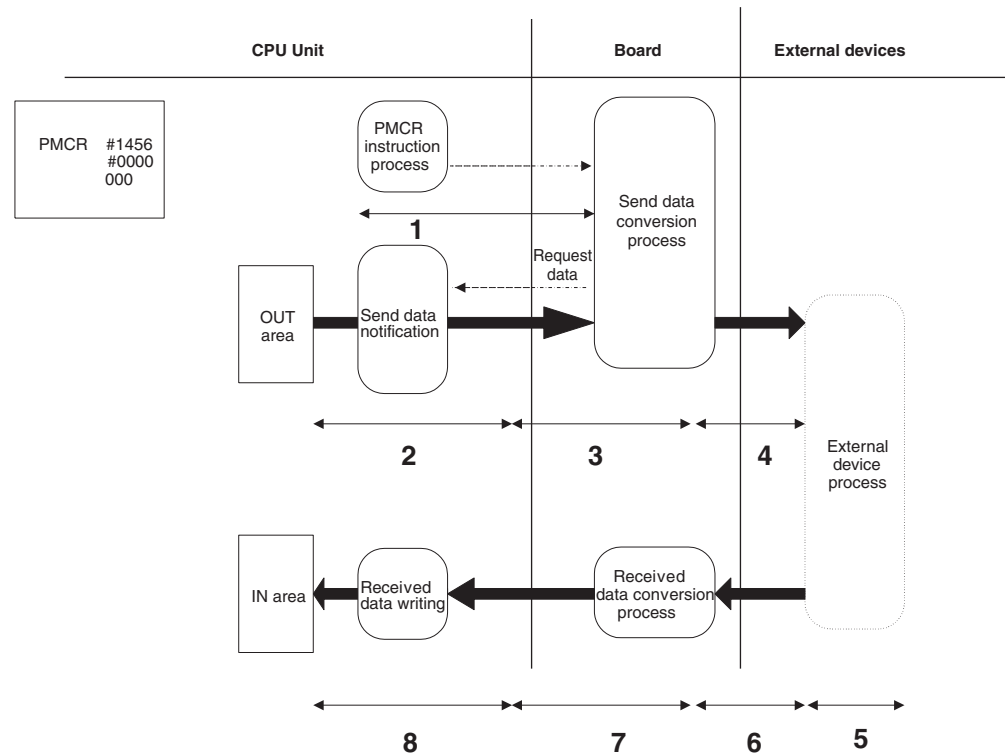 CPU Unit
Board
External devices
PMCR #1456
#0000
000
PMCR
instruction
process
1
Send data
conversion
process
Request
data
OUT
area
Send data
notification
2
3
4
External
device
process
IN area
Received
data writing
Received
data conversion
process
8
7
6
5